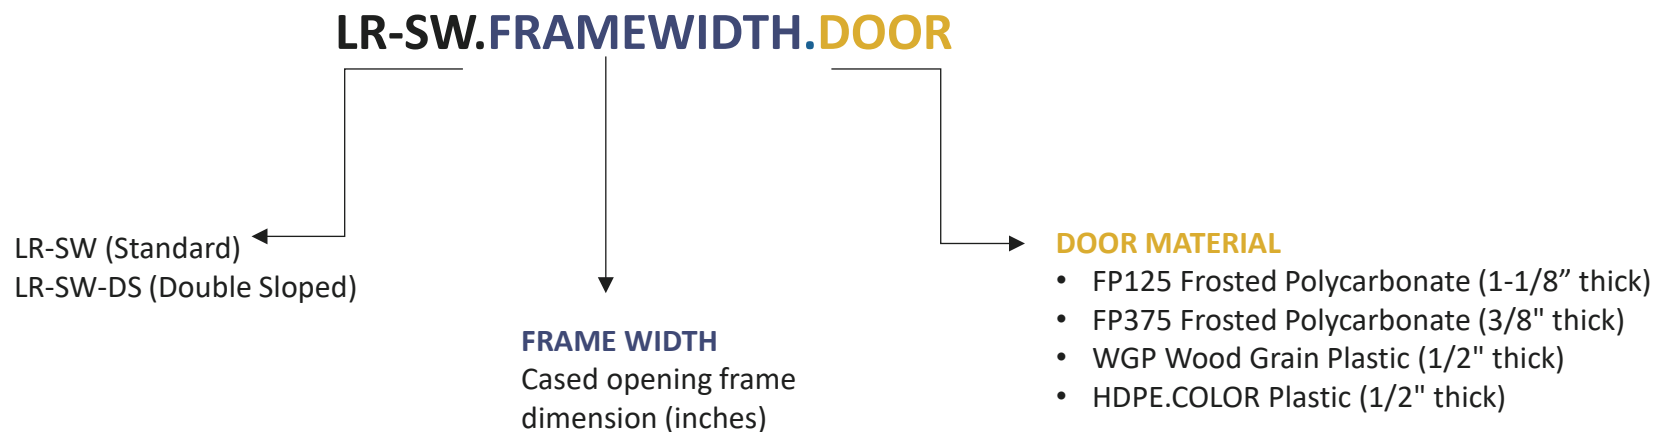 LR-SW.FRAMEWIDTH.DOOR
LR-SW (Standard)
LR-SW-DS (Double Sloped)
FRAME WIDTH
Cased opening frame
dimension (inches)
DOOR MATERIAL
• FP125 Frosted Polycarbonate (1-1/8” thick)
• FP375 Frosted Polycarbonate (3/8" thick)
• WGP Wood Grain Plastic (1/2" thick)
• HDPE.COLOR Plastic (1/2" thick)